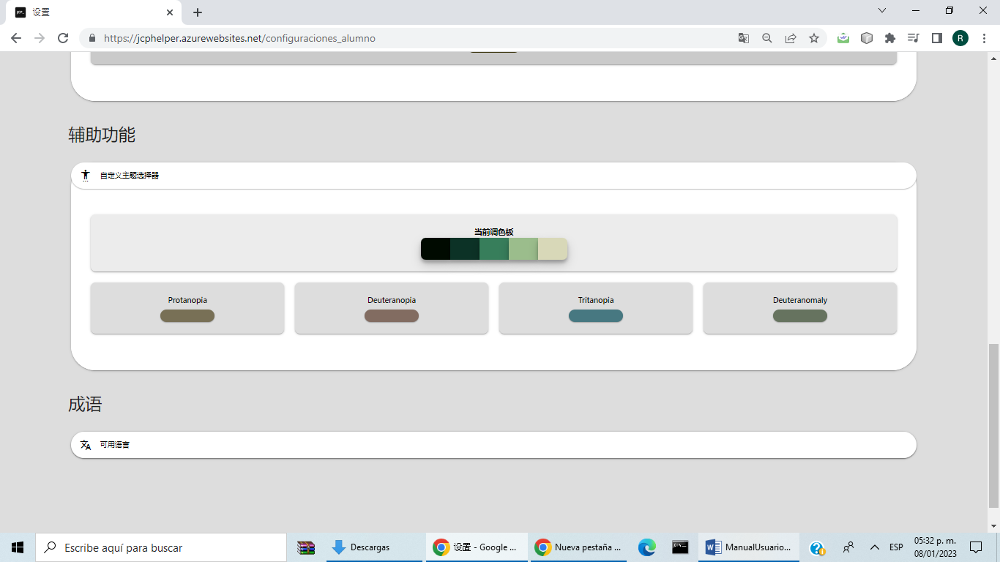 设置
https://jcphelper.azurewebsites.net/configuraciones_alumno
R
辅助功能
自定义主题选择器
当前调色板
Protanopia
Deuteranopia
Tritanopia
Deuteranomaly
成语
可用语言
Escribe aquí para buscar
Descargas
设置 - Google ...
Nueva pestaña ...
ManualUsuario...
ESP
05:32 p. m.
08/01/2023